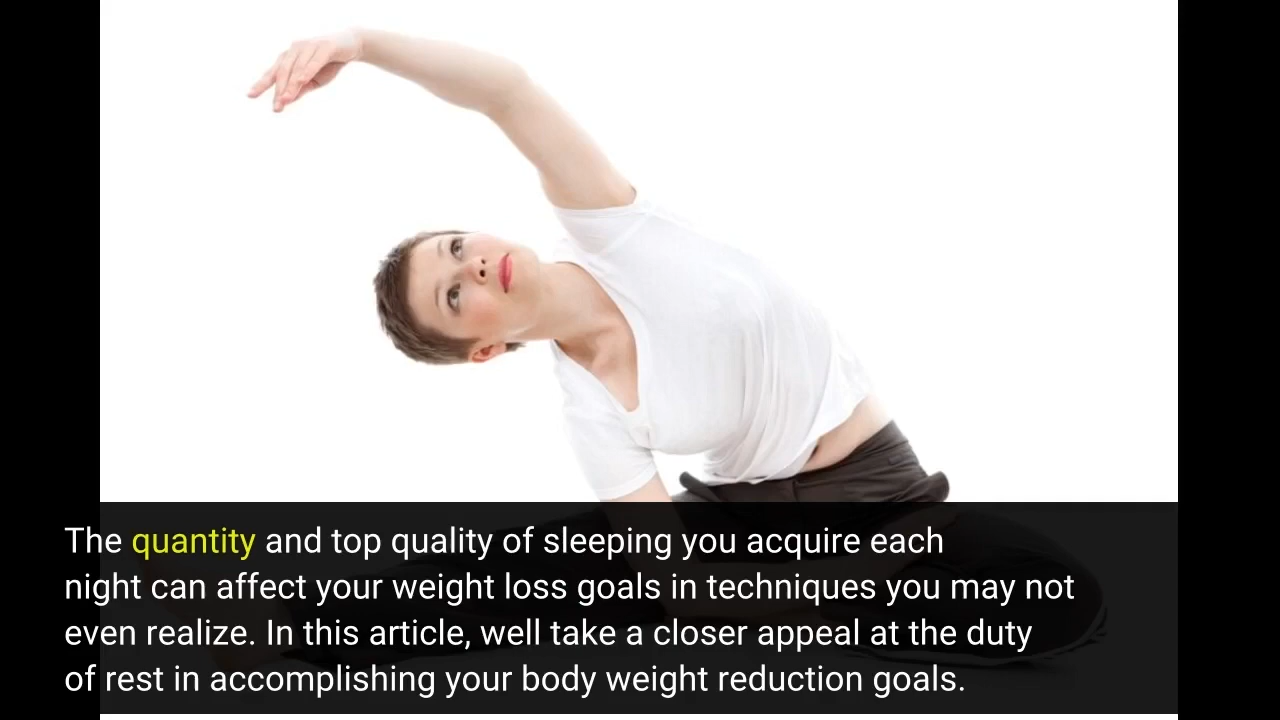 The quantity and top quality of sleeping you acquire each
night can affect your weight loss goals in techniques you may not
even realize. In this article, well take a closer appeal at the duty
of rest in accomplishing your body weight reduction goals.